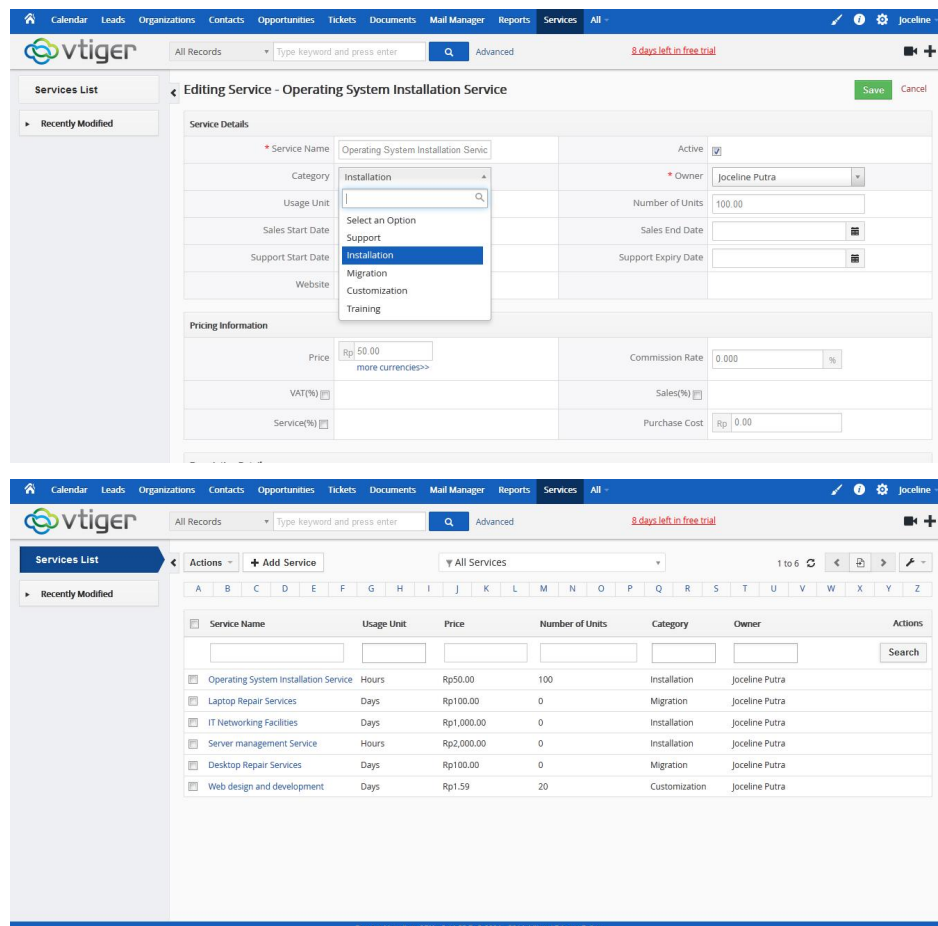 Calendar Leads Organizations Contacts Opportunities Tickets Documents Mail Manager Reports Services All Joceline
vtiger All Records Type keyword and press enter Advanced 8 days left in free trial
Services List
Editing Service - Operating System Installation Service Save Cancel
Recently Modified
Service Details
* Service Name Operating System Installation Servic Active
Category Installation * Owner Joceline Putra
Usage Unit Number of Units 100.00
Select an Option
Sales Start Date Sales End Date
Support
Support Start Date Installation Support Expiry Date
Migration
Website
Customization
Training
Pricing Information
Price Rp 50.00 Commission Rate 0.000 %
more currencies>>
VAT(%) Sales(%)
Service(%) Purchase Cost Rp 0.00
Calendar Leads Organizations Contacts Opportunities Tickets Documents Mail Manager Reports Services All Joceline
vtiger All Records Type keyword and press enter Advanced 8 days left in free trial
Services List Actions + Add Service All Services 1 to 6
Recently Modified A B C D E F G H I J K L M N O P Q R S T U V W X Y Z
Service Name Usage Unit Price Number of Units Category Owner Actions
Search
Operating System Installation Service Hours Rp50.00 100 Installation Joceline Putra
Laptop Repair Services Days Rp100.00 0 Migration Joceline Putra
IT Networking Facilities Days Rp1,000.00 0 Installation Joceline Putra
Server management Service Hours Rp2,000.00 0 Installation Joceline Putra
Desktop Repair Services Days Rp100.00 0 Migration Joceline Putra
Web design and development Days Rp1.59 20 Customization Joceline Putra